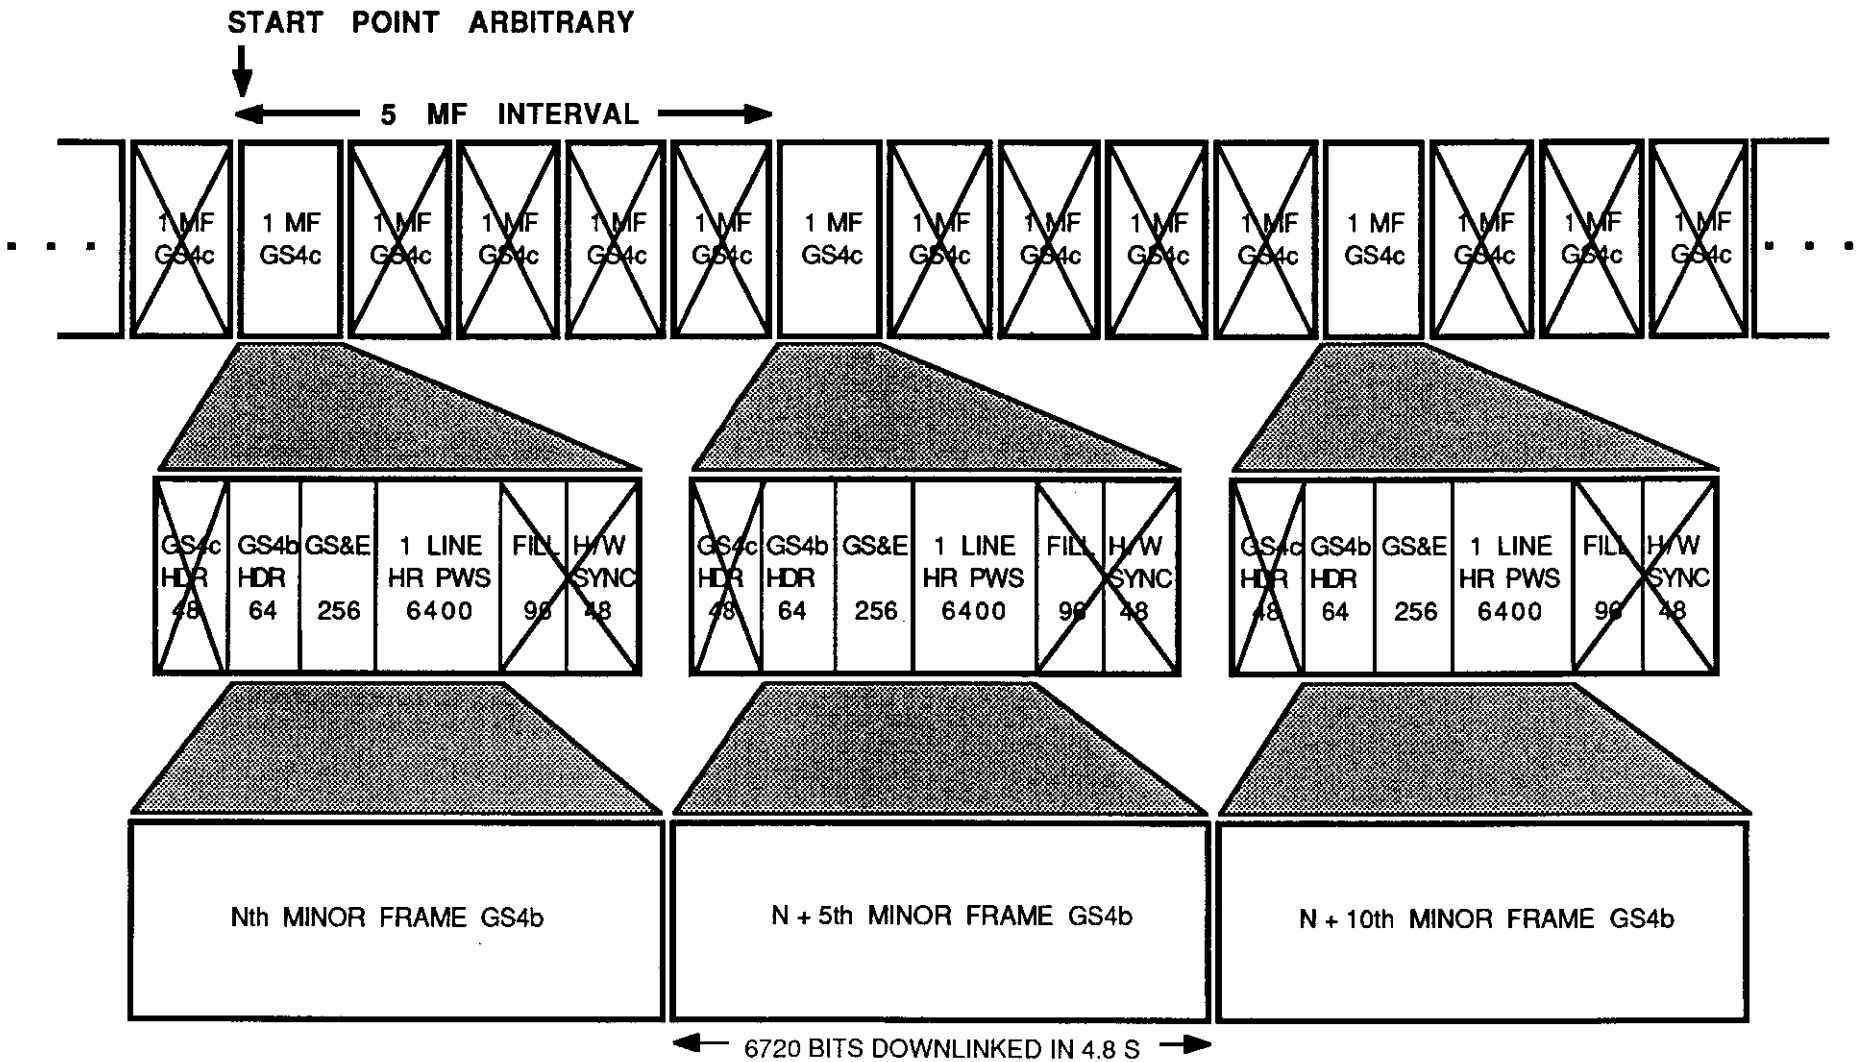 START POINT ARBITRARY
5 MF INTERVAL
1 MF 1 MF 1 MF 1 MF 1 MF 1 MF 1 MF 1 MF 1 MF 1 MF 1 MF 1 MF 1 MF 1 MF 1 MF
. . . GS4c GS4c GS4c GS4c GS4c GS4c GS4c GS4c GS4c GS4c GS4c GS4c GS4c GS4c GS4c . . .
GS4c GS4b GS&E 1 LINE FILL H/W GS4c GS4b GS&E 1 LINE FILL H/W GS4c GS4b GS&E 1 LINE FILL H/W
HDR HDR HR PWS SYNC HDR HDR HR PWS SYNC HDR HDR HR PWS SYNC
48 64 256 6400 96 48 48 64 256 6400 96 48 48 64 256 6400 96 48
Nth MINOR FRAME GS4b N + 5th MINOR FRAME GS4b N + 10th MINOR FRAME GS4b
6720 BITS DOWNLINKED IN 4.8 S